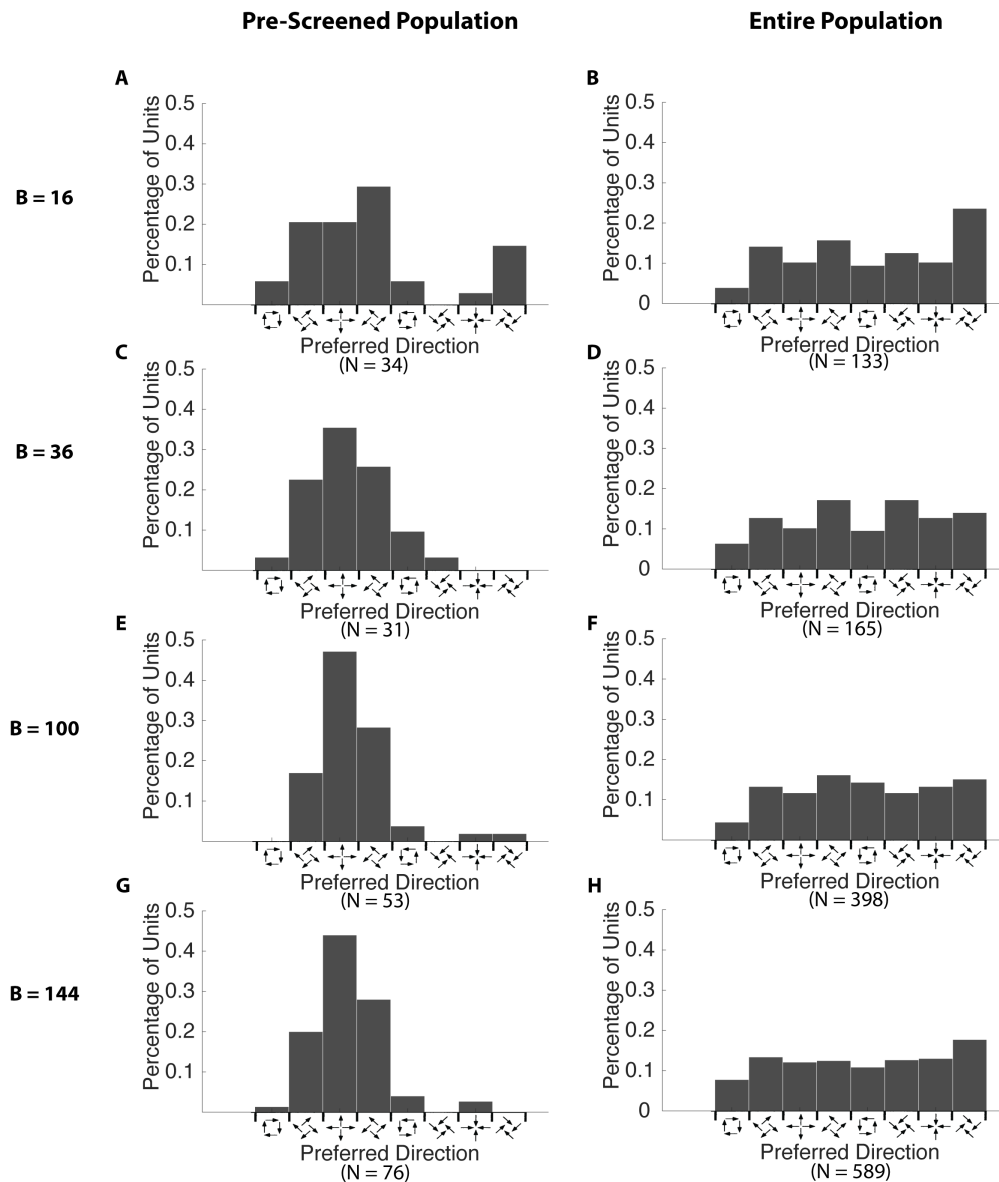 Pre-Screened Population
Entire Population
B = 16
A
Percentage of Units
0.5
0.4
0.3
0.2
0.1
Preferred Direction
(N = 34)
B
Percentage of Units
0.5
0.4
0.3
0.2
0.1
0
Preferred Direction
(N = 133)
B = 36
C
Percentage of Units
0.5
0.4
0.3
0.2
0.1
Preferred Direction
(N = 31)
D
Percentage of Units
0.5
0.4
0.3
0.2
0.1
0
Preferred Direction
(N = 165)
B = 100
E
Percentage of Units
0.5
0.4
0.3
0.2
0.1
Preferred Direction
(N = 53)
F
Percentage of Units
0.5
0.4
0.3
0.2
0.1
0
Preferred Direction
(N = 398)
B = 144
G
Percentage of Units
0.5
0.4
0.3
0.2
0.1
Preferred Direction
(N = 76)
H
Percentage of Units
0.5
0.4
0.3
0.2
0.1
0
Preferred Direction
(N = 589)